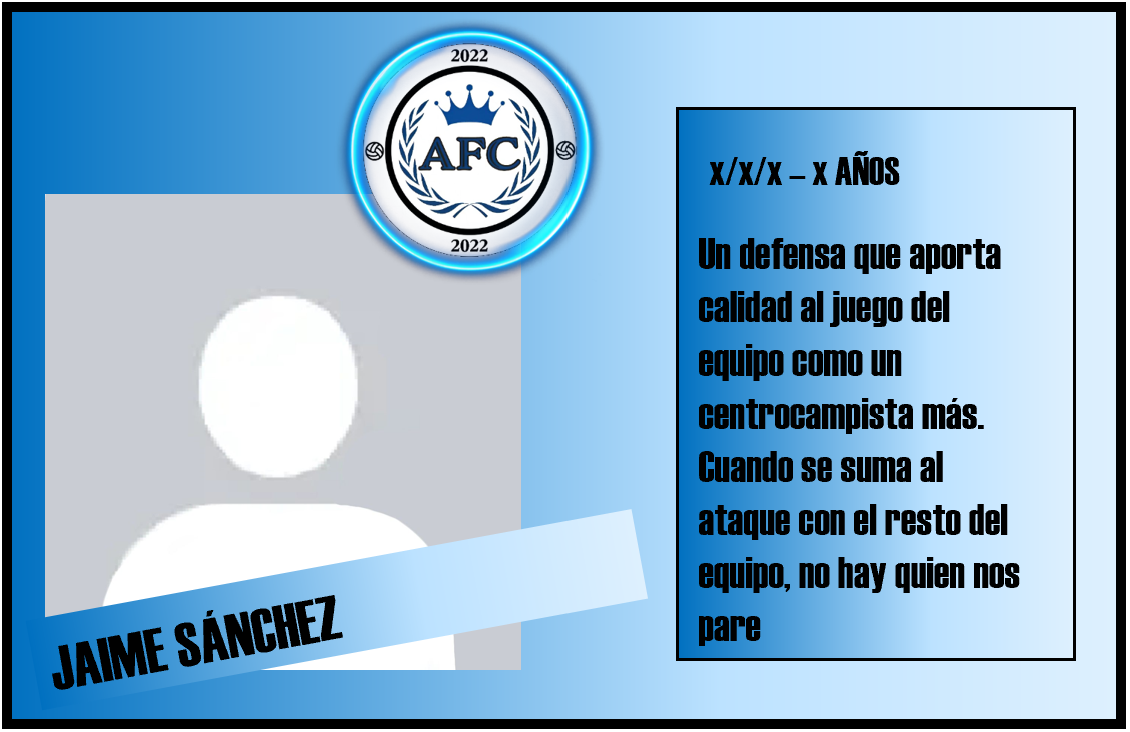 2022
AFC
2022
x/x/x – x AÑOS
Un defensa que aporta
calidad al juego del
equipo como un
centrocampista más.
Cuando se suma al
ataque con el resto del
equipo, no hay quien nos
pare
JAIME SÁNCHEZ